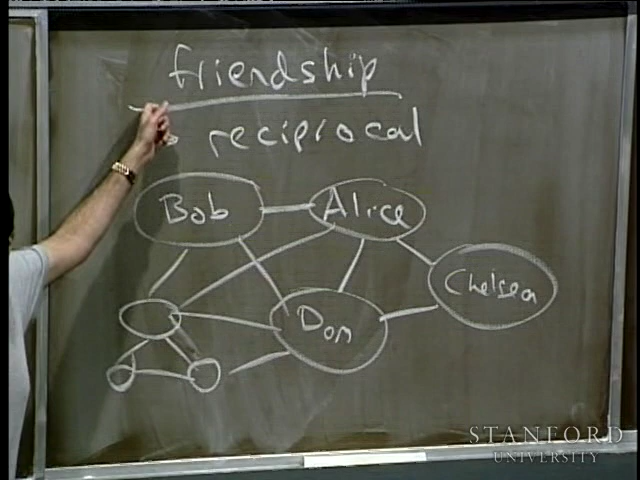 friendship
reciprocal
Bob
Alice
Chelsea
Don
STANFORD
UNIVERSITY